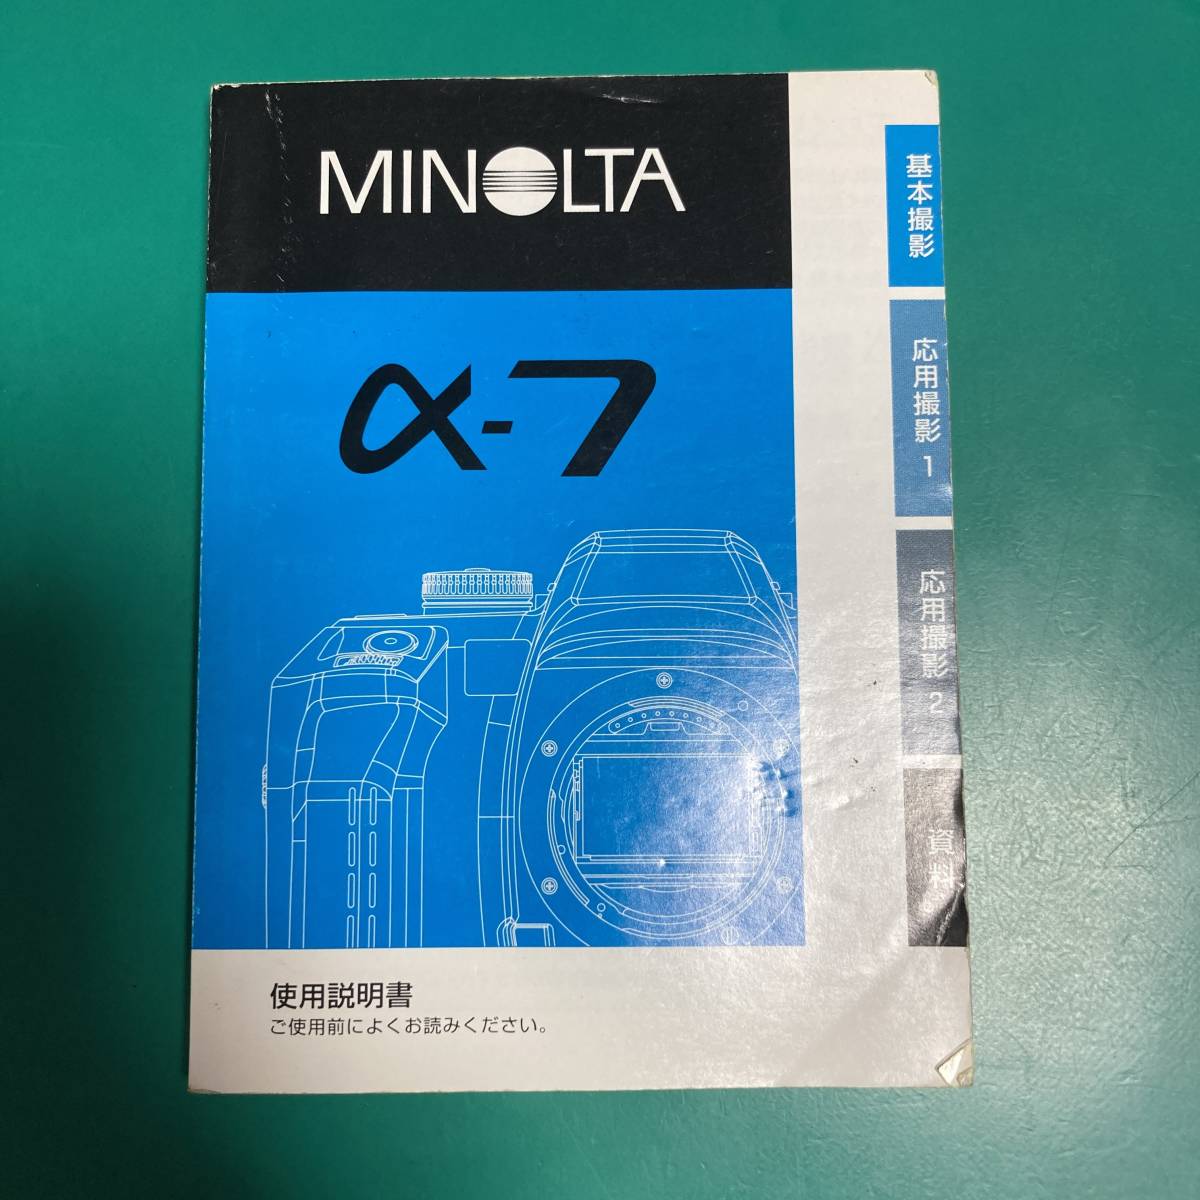 MINOLTA
α-7
基本撮影
応用撮影 1
応用撮影 2
資料
使用説明書
ご使用前によくお読みください。